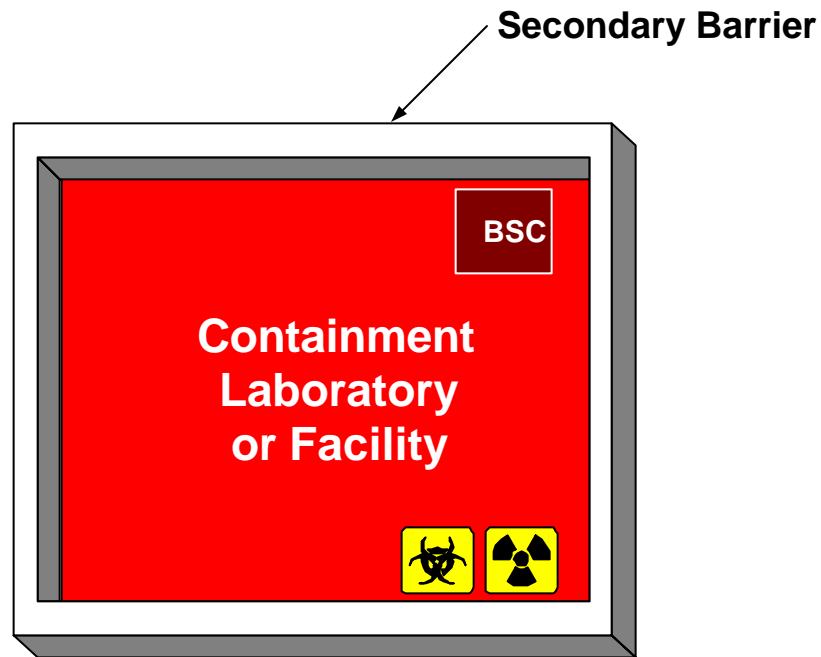 Secondary Barrier
BSC
Containment
Laboratory
or Facility